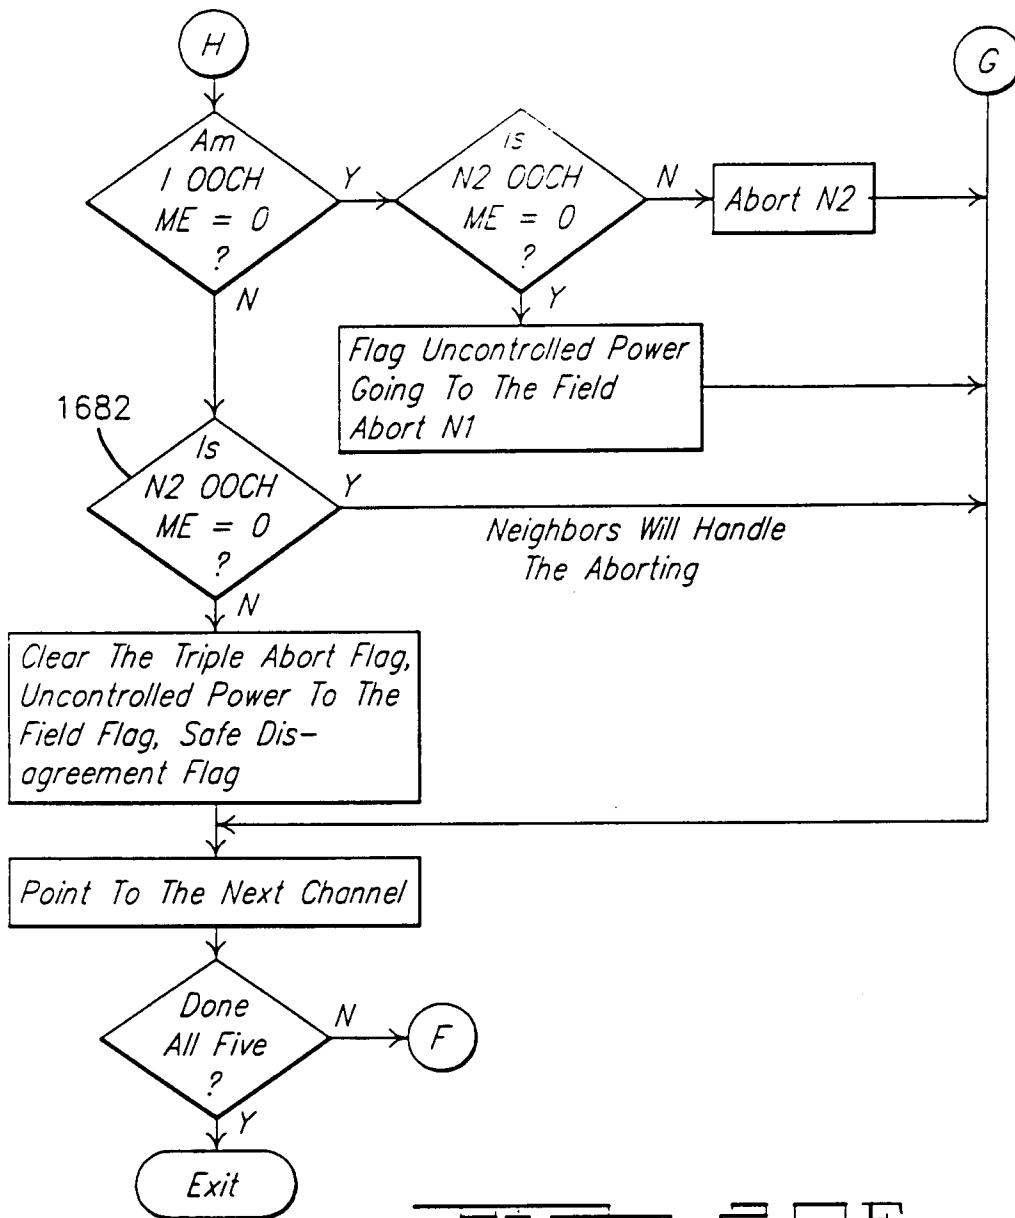 H
G
Am
I OOCH
ME = 0
?
Y
N
is
N2 OOCH
ME = 0
?
N
Y
Abort N2
Flag Uncontrolled Power
Going To The Field
Abort N1
1682
Is
N2 OOCH
ME = 0
?
Y
N
Neighbors Will Handle
The Aborting
Clear The Triple Abort Flag,
Uncontrolled Power To The
Field Flag, Safe Dis-
agreement Flag
Point To The Next Channel
Done
All Five
?
N
F
Y
Exit